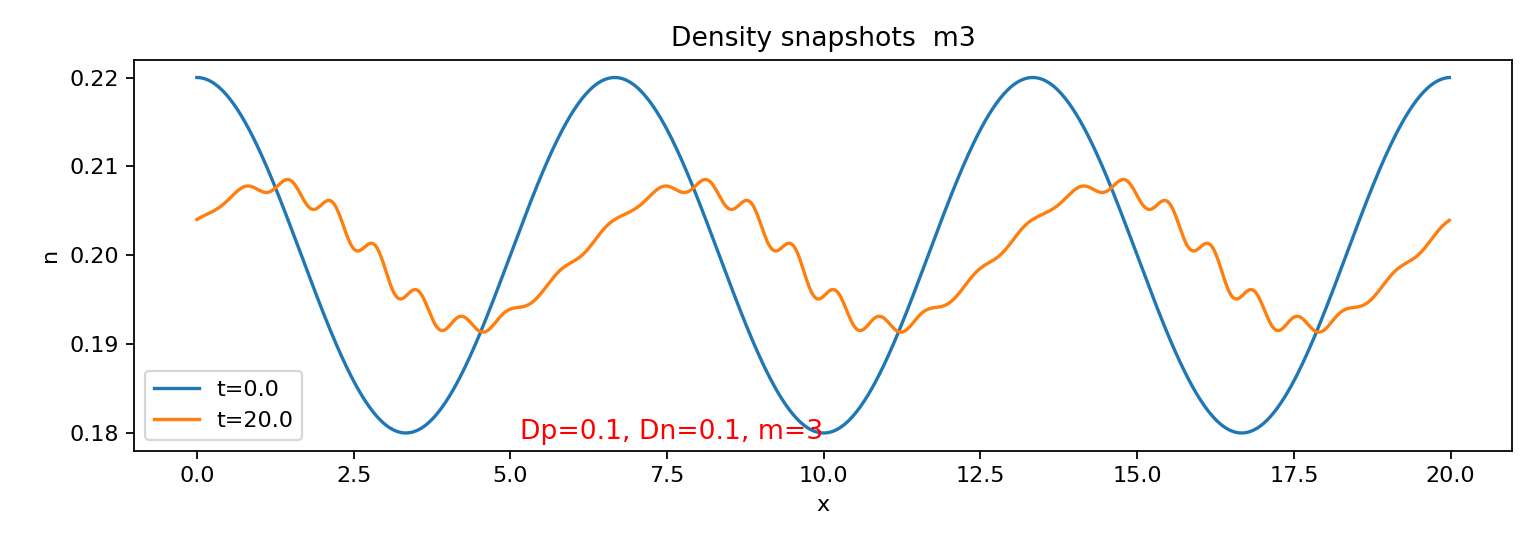 Density snapshots  m3
n
0.22
0.21
0.20
0.19
0.18
t=0.0
t=20.0
Dp=0.1, Dn=0.1, m=3
0.0 2.5 5.0 7.5 10.0 12.5 15.0 17.5 20.0
x